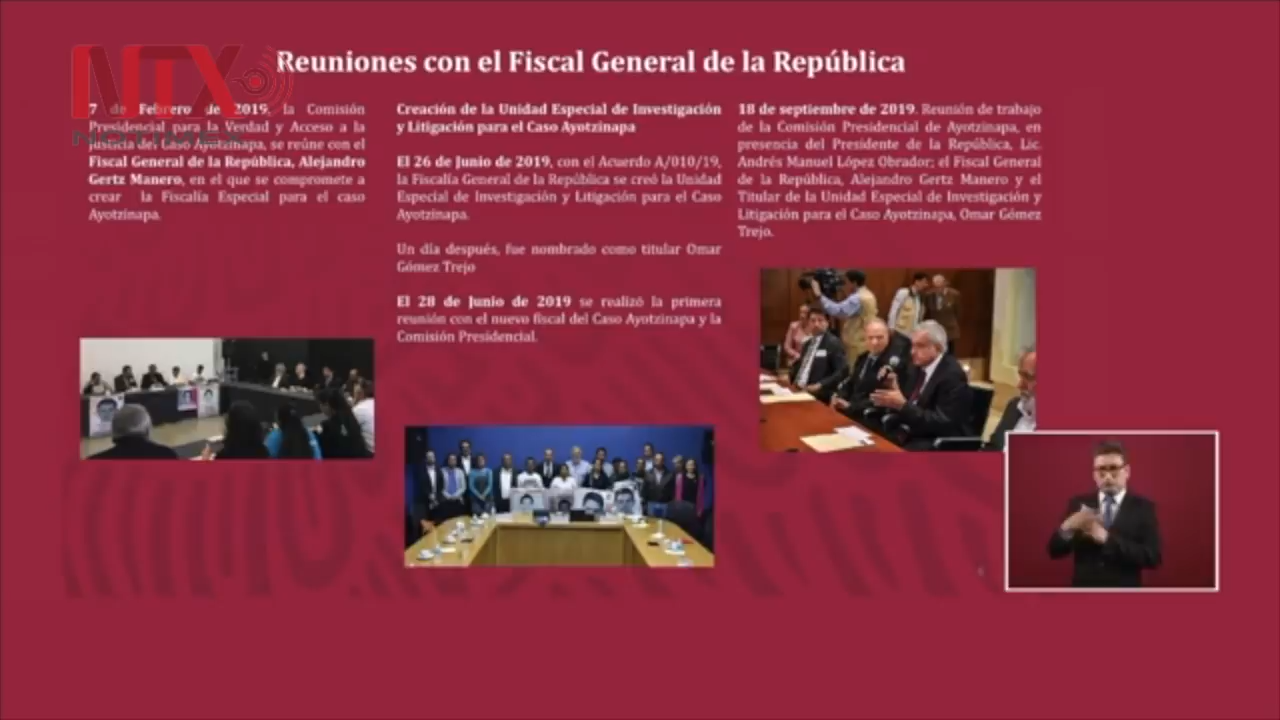 NTX
NOTIMEX
Reuniones con el Fiscal General de la República
7 de Febrero de 2019, la Comisión
Presidencial para la Verdad y Acceso a la
Justicia del Caso Ayotzinapa, se reúne con el
Fiscal General de la República, Alejandro
Gertz Manero, en el que se compromete a
crear la Fiscalía Especial para el caso
Ayotzinapa.
Creación de la Unidad Especial de Investigación
y Litigación para el Caso Ayotzinapa
El 26 de Junio de 2019, con el Acuerdo A/010/19,
la Fiscalía General de la República se creó la Unidad
Especial de Investigación y Litigación para el Caso
Ayotzinapa.
Un día después, fue nombrado como titular Omar
Gómez Trejo
El 28 de Junio de 2019 se realizó la primera
reunión con el nuevo fiscal del Caso Ayotzinapa y la
Comisión Presidencial.
18 de septiembre de 2019. Reunión de trabajo
de la Comisión Presidencial de Ayotzinapa, en
presencia del Presidente de la República, Lic.
Andrés Manuel López Obrador; el Fiscal General
de la República, Alejandro Gertz Manero y el
Titular de la Unidad Especial de Investigación y
Litigación para el Caso Ayotzinapa, Omar Gómez
Trejo.